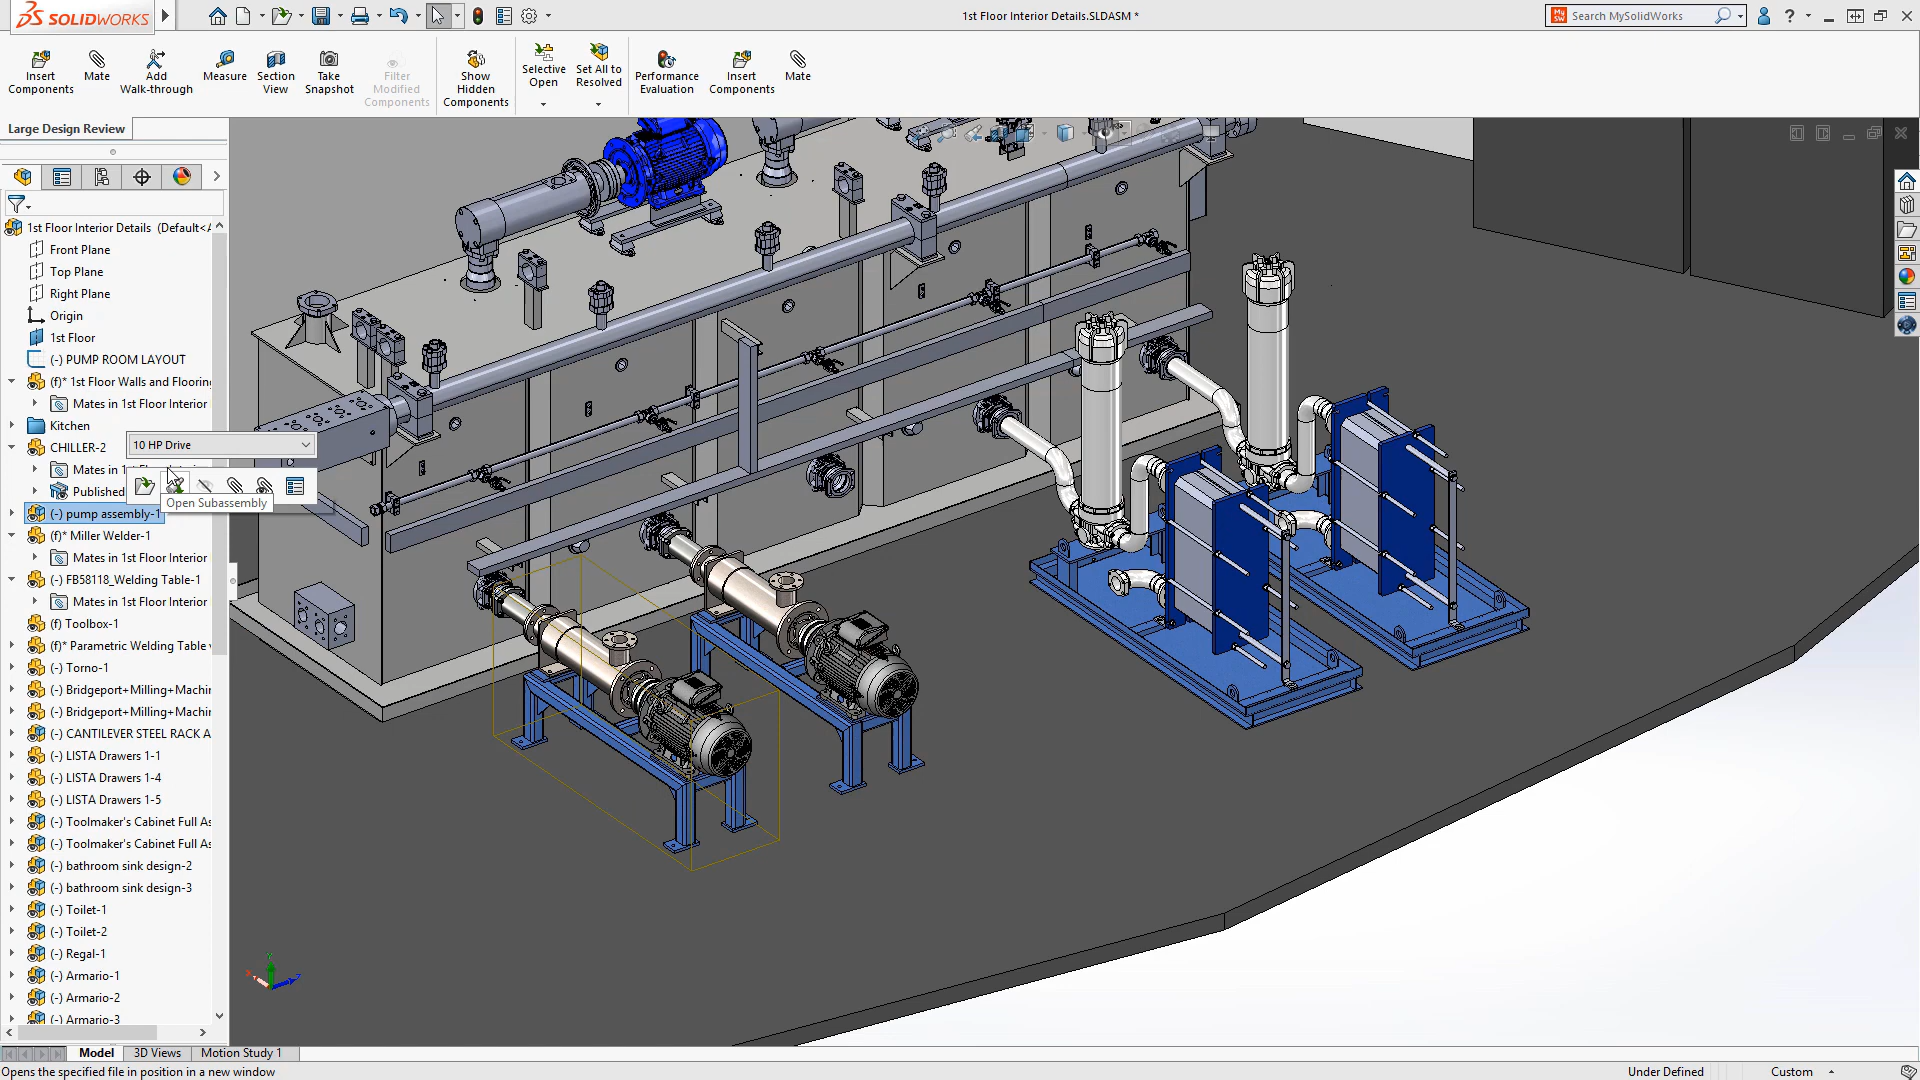 SOLIDWORKS
1st Floor Interior Details.SLDASM *
Search MySolidWorks
Insert Components
Mate
Add Walk-through
Measure
Section View
Take Snapshot
Filter Modified Components
Show Hidden Components
Selective Open
Set All to Resolved
Performance Evaluation
Insert Components
Mate
Large Design Review
1st Floor Interior Details (Default<
Front Plane
Top Plane
Right Plane
Origin
1st Floor
(-) PUMP ROOM LAYOUT
(f)* 1st Floor Walls and Flooring
Mates in 1st Floor Interior
Kitchen
10 HP Drive
CHILLER-2
Mates in 1st Floor Interior
Published
Open Subassembly
(-) pump assembly-1
(f)* Miller Welder-1
Mates in 1st Floor Interior
(-) FB58118_Welding Table-1
Mates in 1st Floor Interior
(f) Toolbox-1
(f)* Parametric Welding Table
(-) Torno-1
(-) Bridgeport+Milling+Machin
(-) Bridgeport+Milling+Machin
(-) CANTILEVER STEEL RACK A
(-) LISTA Drawers 1-1
(-) LISTA Drawers 1-4
(-) LISTA Drawers 1-5
(-) Toolmaker's Cabinet Full As
(-) Toolmaker's Cabinet Full As
(-) bathroom sink design-2
(-) bathroom sink design-3
(-) Toilet-1
(-) Toilet-2
(-) Regal-1
(-) Armario-1
(-) Armario-2
(-) Armario-3
Model
3D Views
Motion Study 1
Opens the specified file in position in a new window
Under Defined
Custom